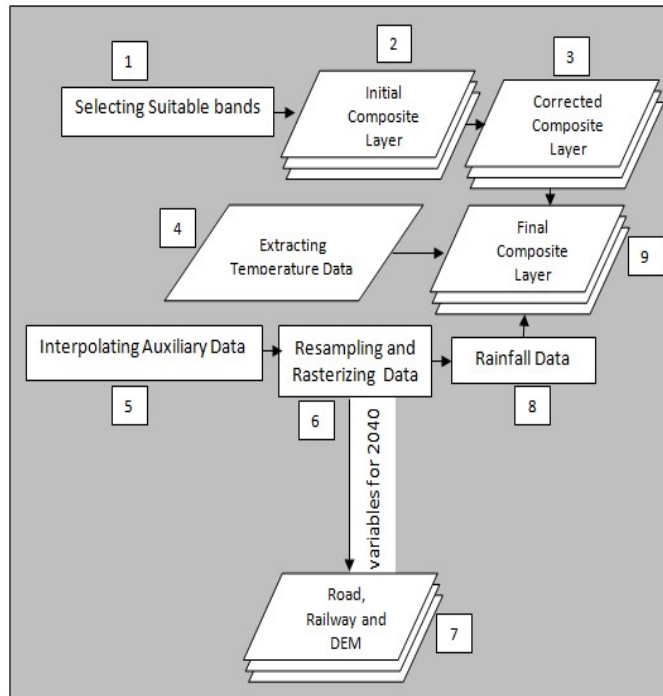 1
Selecting Suitable bands
2
Initial
Composite
Layer
3
Corrected
Composite
Layer
4
Extracting
Temperature Data
Final
Composite
Layer
9
Interpolating Auxiliary Data
5
Resampling and
Rasterizing Data
6
Rainfall Data
8
variables for 2040
Road,
Railway and
DEM
7